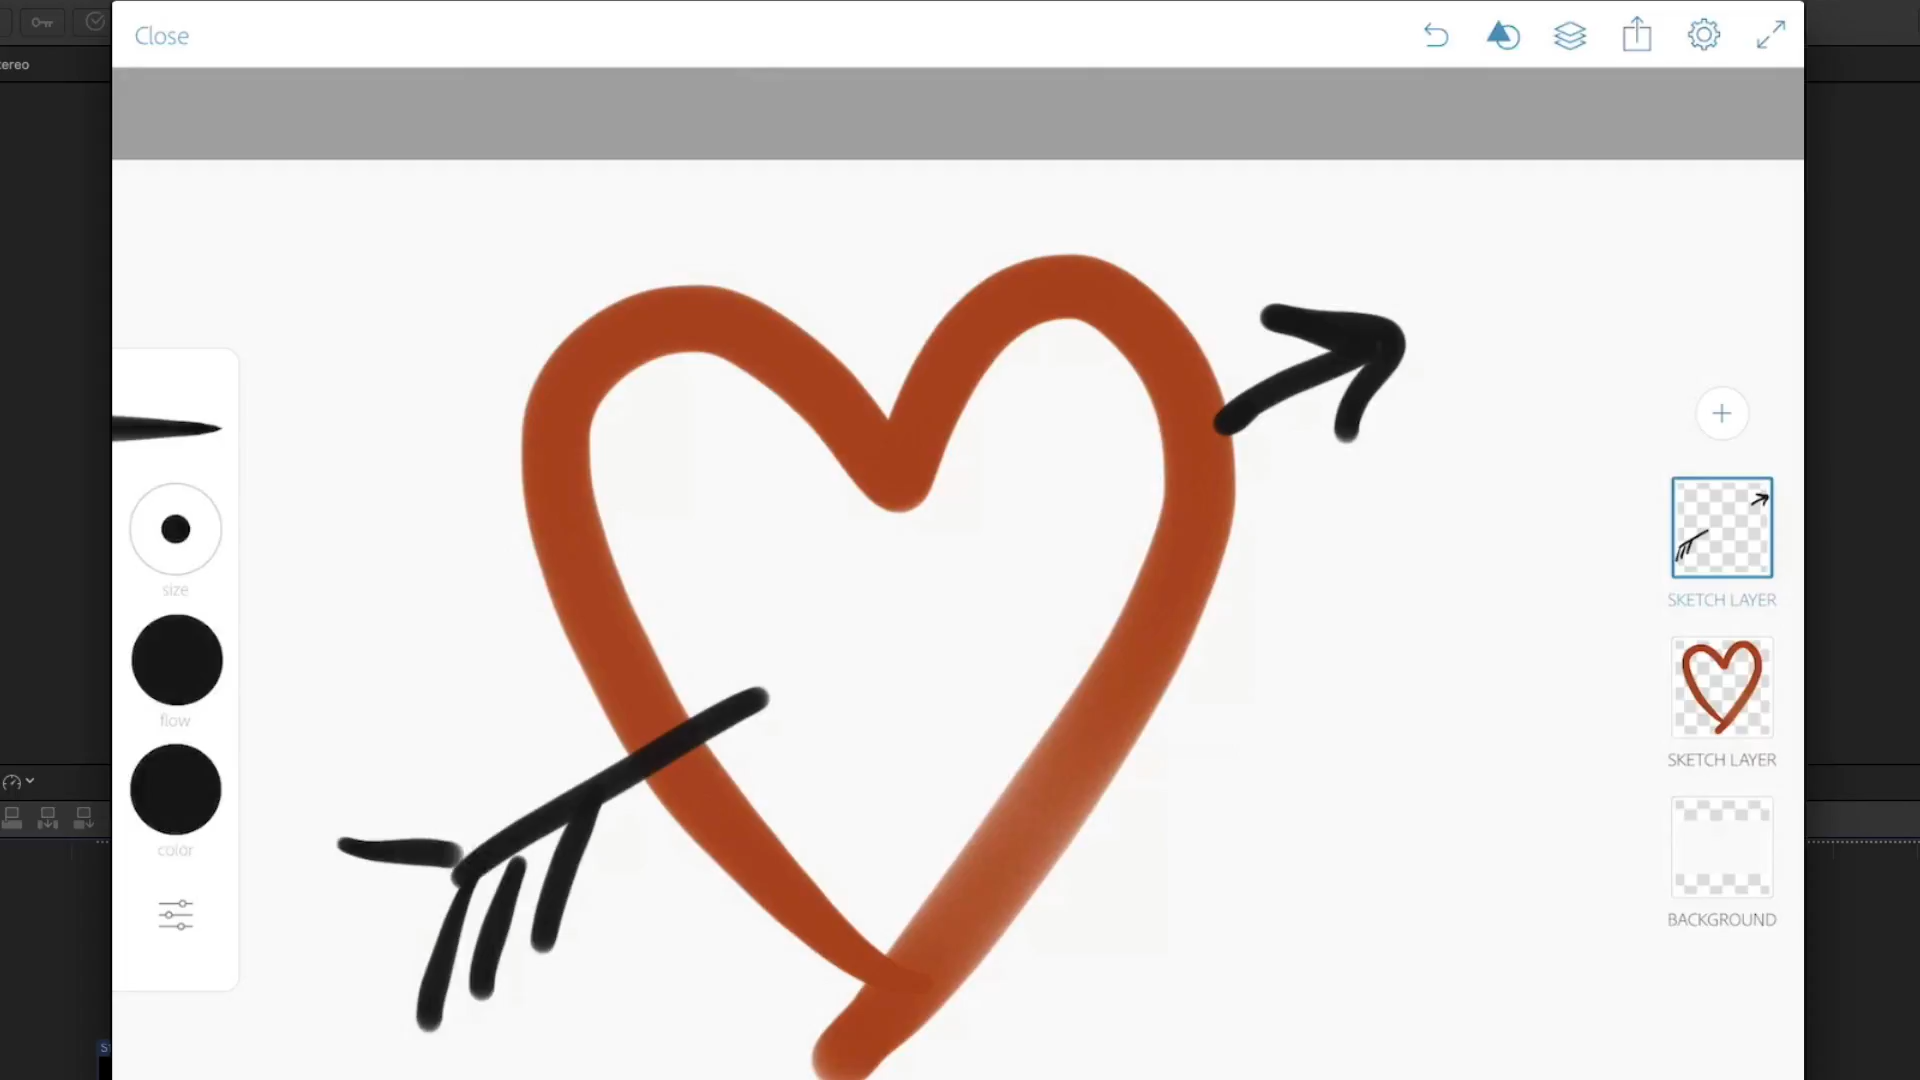 Close
ereo
size
flow
color
SKETCH LAYER
SKETCH LAYER
BACKGROUND